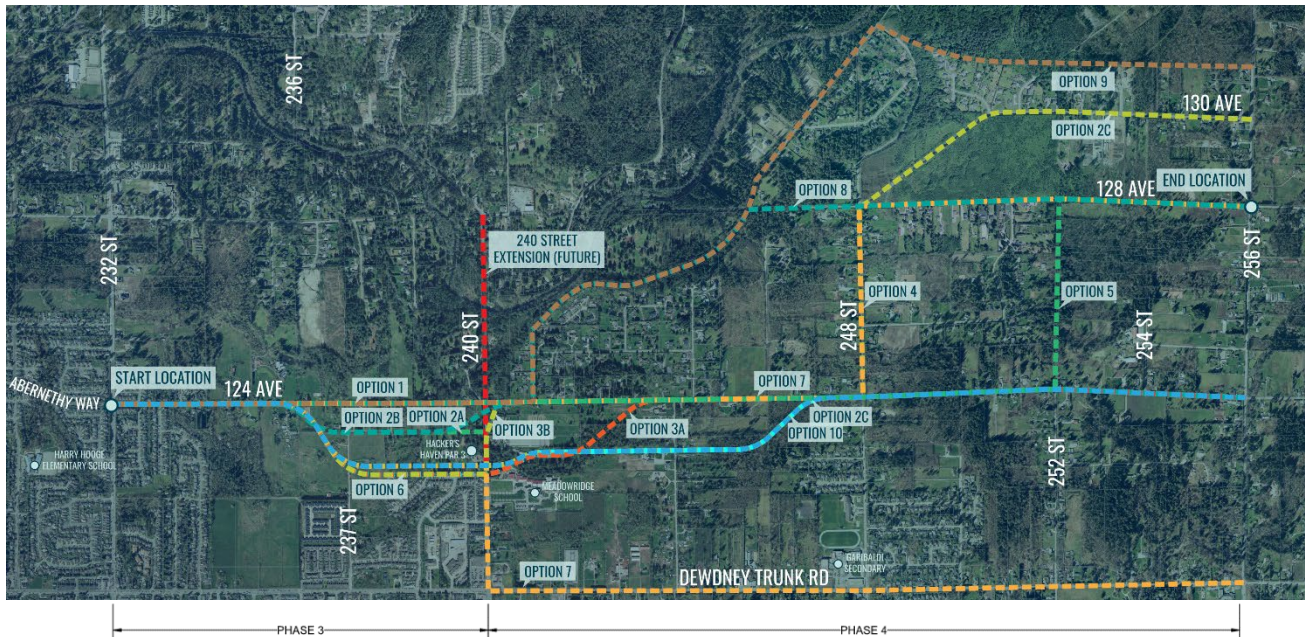 236 ST
OPTION 9
130 AVE
OPTION 2C
OPTION 8
128 AVE
END LOCATION
232 ST
240 STREET
EXTENSION (FUTURE)
256 ST
240 ST
248 ST
OPTION 4
OPTION 5
254 ST
START LOCATION
ABERNETHY WAY
124 AVE
OPTION 1
OPTION 7
OPTION 2B
OPTION 2A
OPTION 3B
OPTION 3A
OPTION 2C
OPTION 10
HACKER'S
HAVEN PAR 3
HARRY HOOGE
ELEMENTARY SCHOOL
OPTION 6
MEADOWRIDGE
SCHOOL
252 ST
237 ST
GARIBALDI
SECONDARY
OPTION 7
DEWDNEY TRUNK RD
PHASE 3
PHASE 4